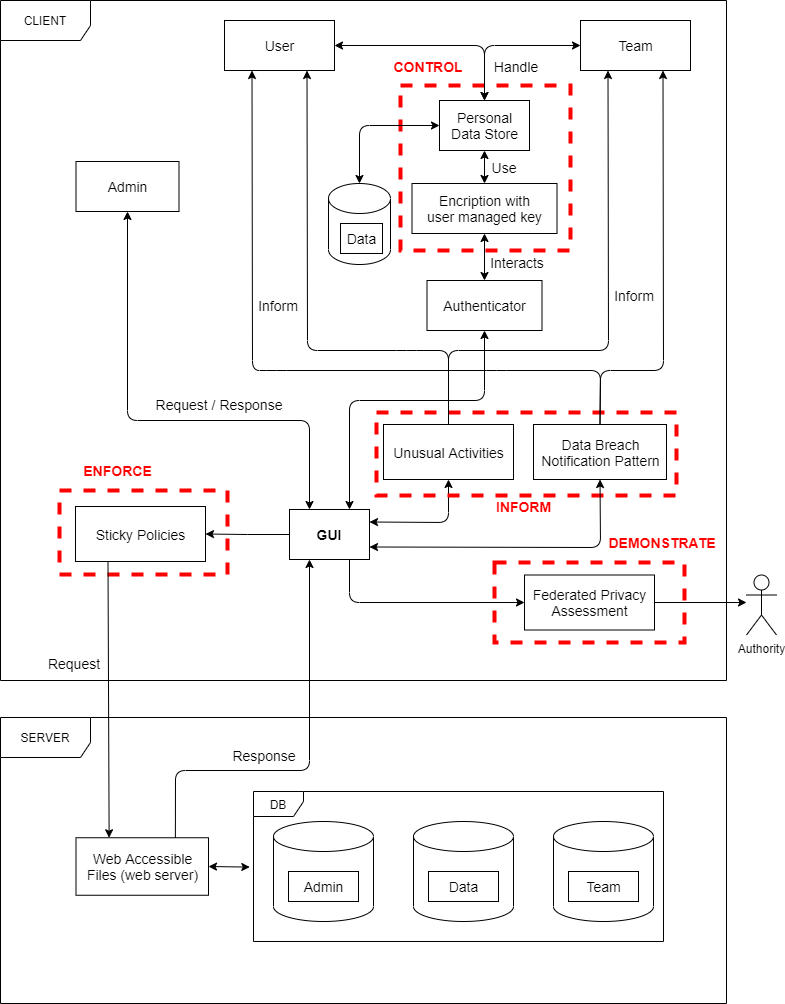 CLIENT
User
Team
CONTROL
Handle
Personal
Data Store
Use
Admin
Encription with
user managed key
Data
Interacts
Authenticator
Inform
Inform
Request / Response
Unusual Activities
Data Breach
Notification Pattern
ENFORCE
INFORM
Sticky Policies
GUI
DEMONSTRATE
Federated Privacy
Assessment
Authority
Request
SERVER
Response
DB
Web Accessible
Files (web server)
Admin
Data
Team